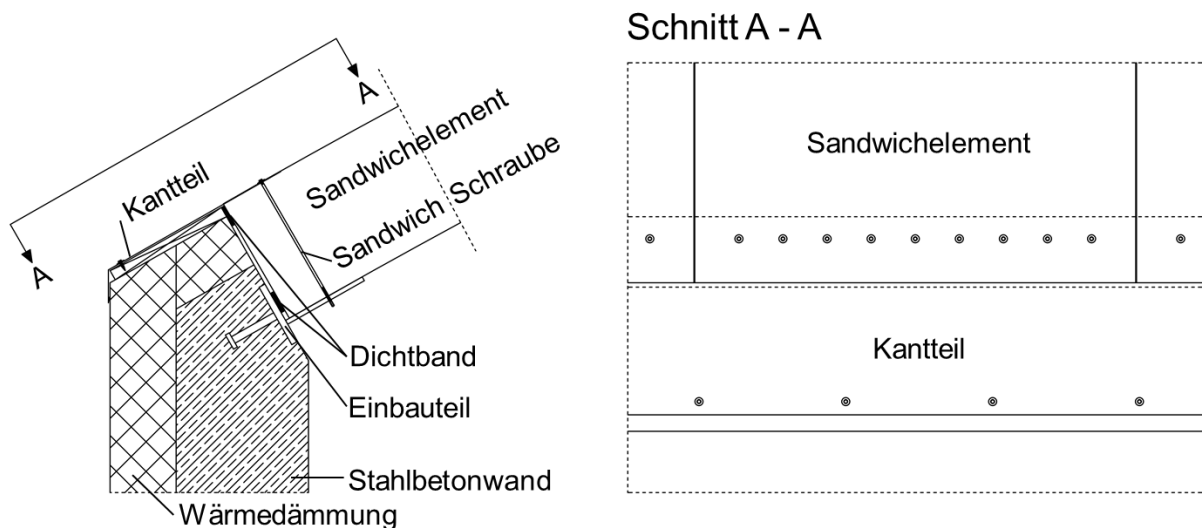 A
Kantteil
Sandwichelement
Sandwich Schraube
A
Dichtband
Einbauteil
Stahlbetonwand
Wärmedämmung
Schnitt A - A
Sandwichelement
Kantteil